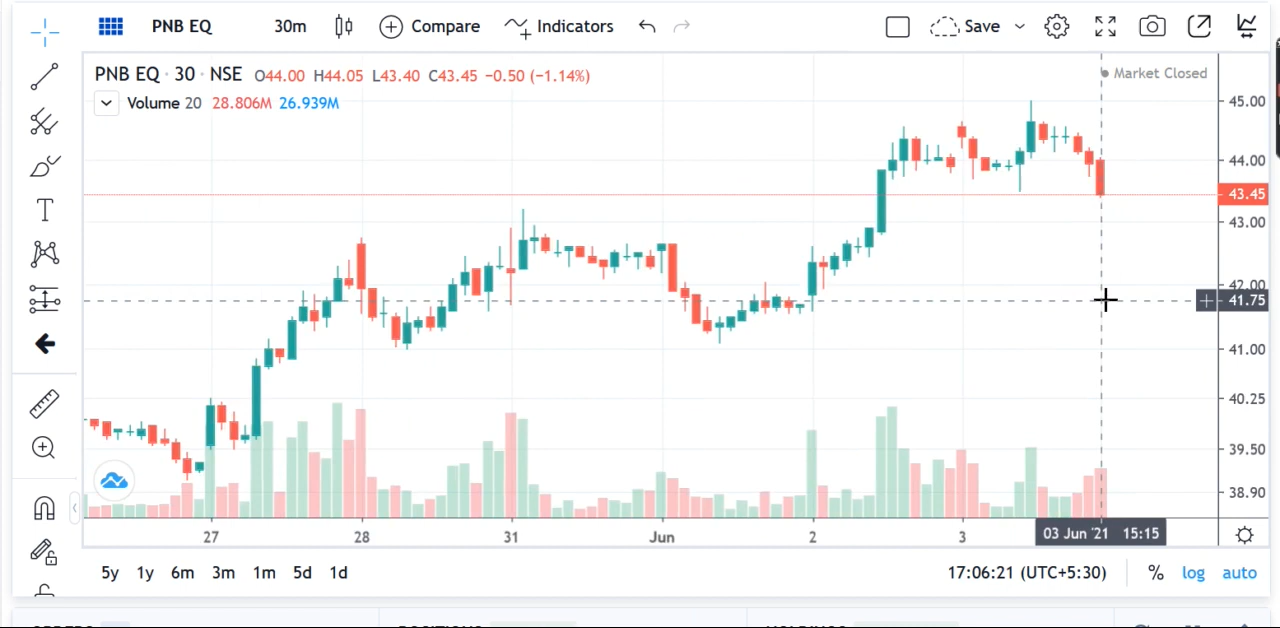 PNB EQ 30m Compare Indicators Save
PNB EQ · 30 · NSE O44.00 H44.05 L43.40 C43.45 −0.50 (−1.14%)
Market Closed
Volume 20 28.806M 26.939M
45.00
44.00
43.45
43.00
42.00
41.75
41.00
40.25
39.50
38.90
27 28 31 Jun 2 3 03 Jun '21 15:15
5y 1y 6m 3m 1m 5d 1d 17:06:21 (UTC+5:30) % log auto